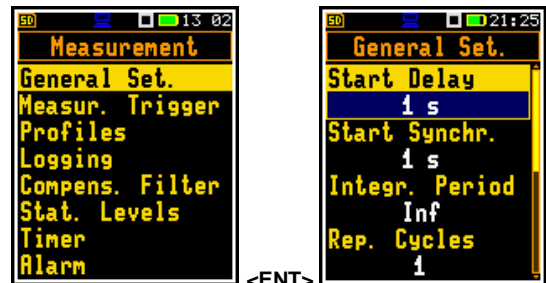 SD 13 02
Measurement
General Set.
Measur. Trigger
Profiles
Logging
Compens. Filter
Stat. Levels
Timer
Alarm
<ENT>
SD 21:25
General Set.
Start Delay
1 s
Start Synchr.
1 s
Integr. Period
Inf
Rep. Cycles
1